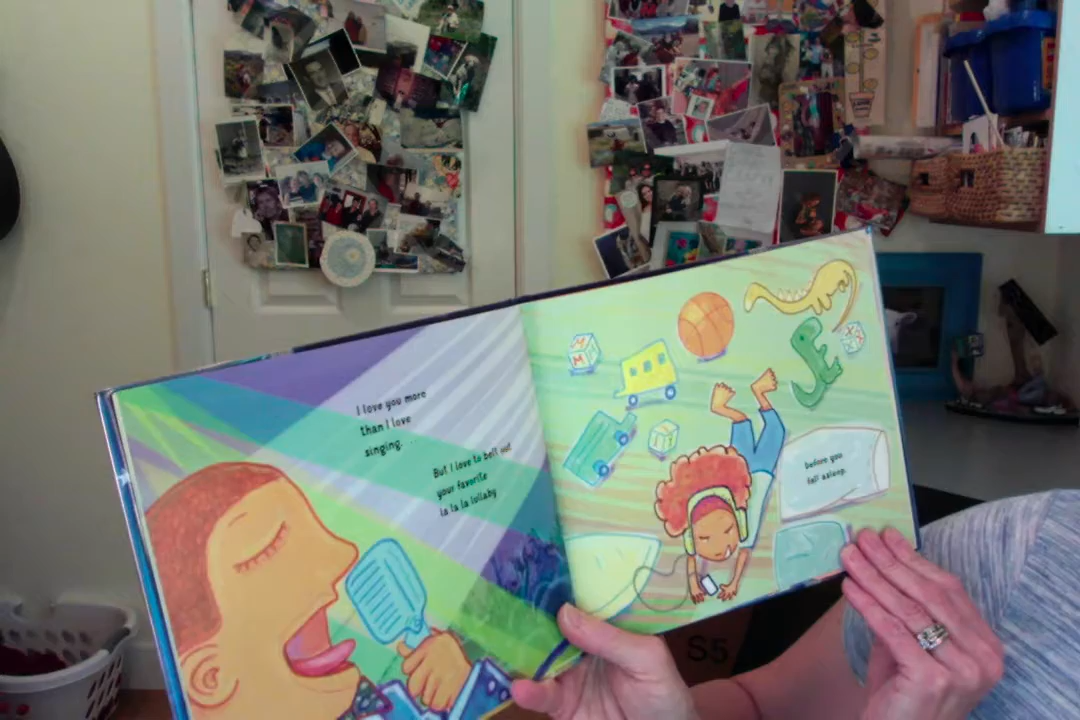 I love you more
than I love
singing. . . .
But I love to belt out
your favorite
la la la lullaby
before you
fall asleep.
S5